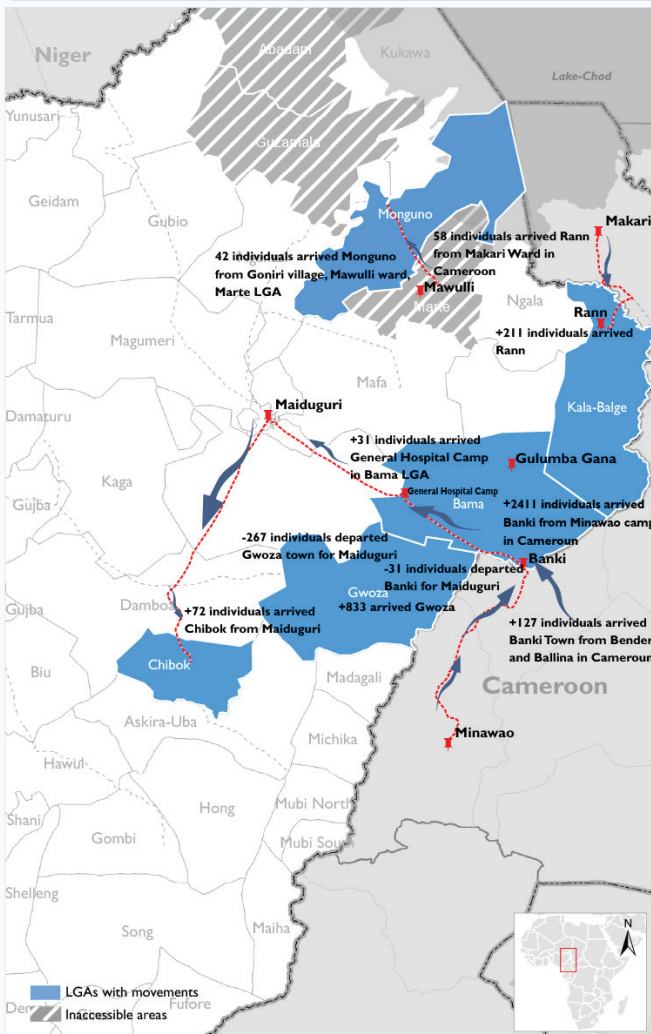 Niger
Abadam
Kukawa
Lake-Chad
Yunusari
Guzamala
Geidam
Gubio
Monguno
Makari
42 individuals arrived Monguno
from Goniri village, Mawulli ward,
Marte LGA
58 individuals arrived Rann
from Makari Ward in
Cameroon
Mawulli
Marte
Ngala
Rann
+211 individuals arrived
Rann
Tarmua
Magumeri
Mafa
Maiduguri
Kala-Balge
Damaturu
+31 individuals arrived
General Hospital Camp
in Bama LGA
Gulumba Gana
Kaga
General Hospital Camp
Bama
+2411 individuals arrived
Banki from Minawao camp
in Cameroun
Gujba
-267 individuals departed
Gwoza town for Maiduguri
Banki
-31 individuals departed
Banki for Maiduguri
Gwoza
+833 arrived Gwoza
Damboa
+72 individuals arrived
Chibok from Maiduguri
Gujba
+127 individuals arrived
Banki Town from Bender
and Ballina in Cameroun
Biu
Chibok
Madagali
Cameroon
Askira-Uba
Michika
Minawao
Hawul
Hong
Mubi North
Shani
Gombi
Mubi South
Shelleng
Song
Maiha
N
LGAs with movements
Inaccessible areas
Fufore